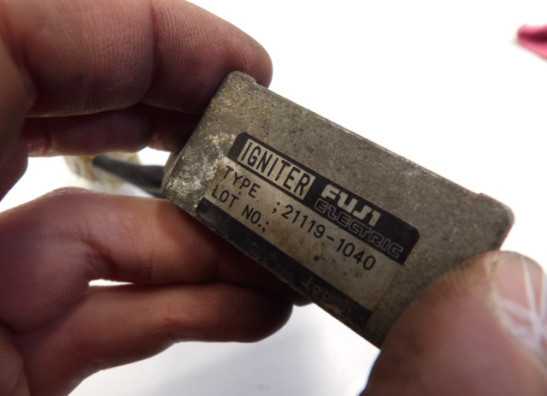 IGNITER FUJI ELECTRIC
TYPE ; 21119-1040
LOT NO.;